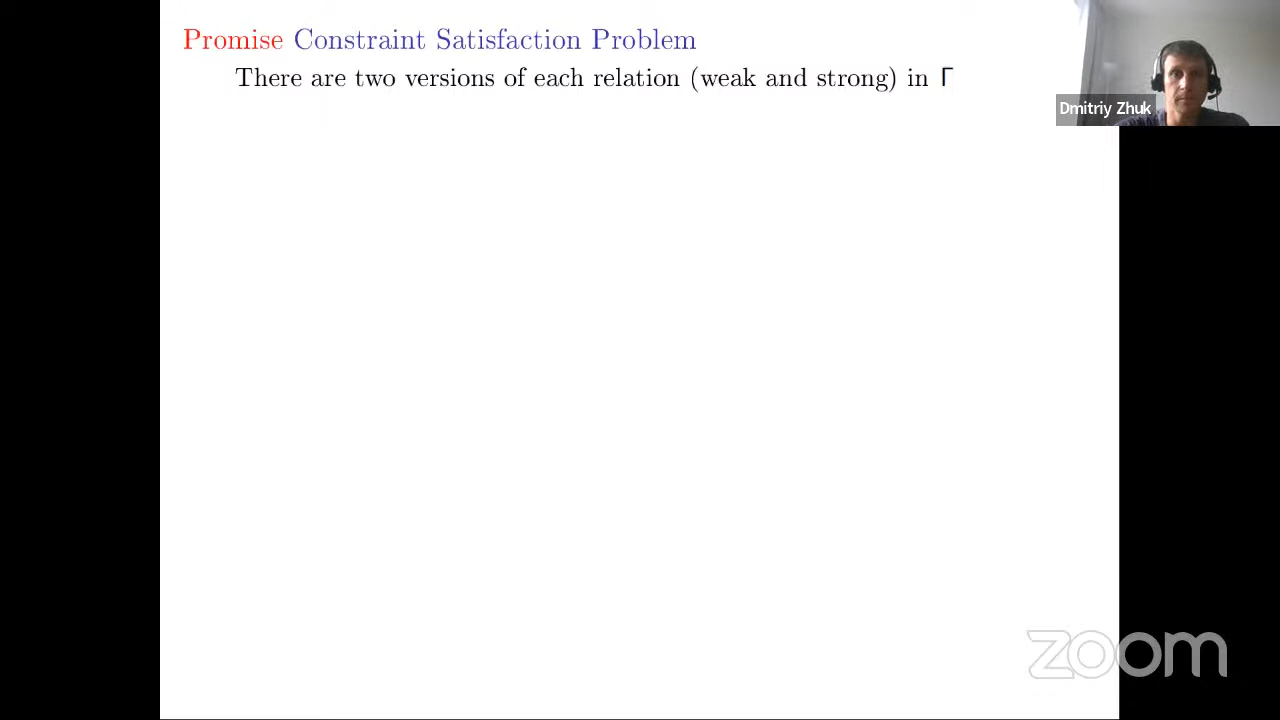 Promise Constraint Satisfaction Problem
There are two versions of each relation (weak and strong) in Γ
Dmitriy Zhuk
zoom